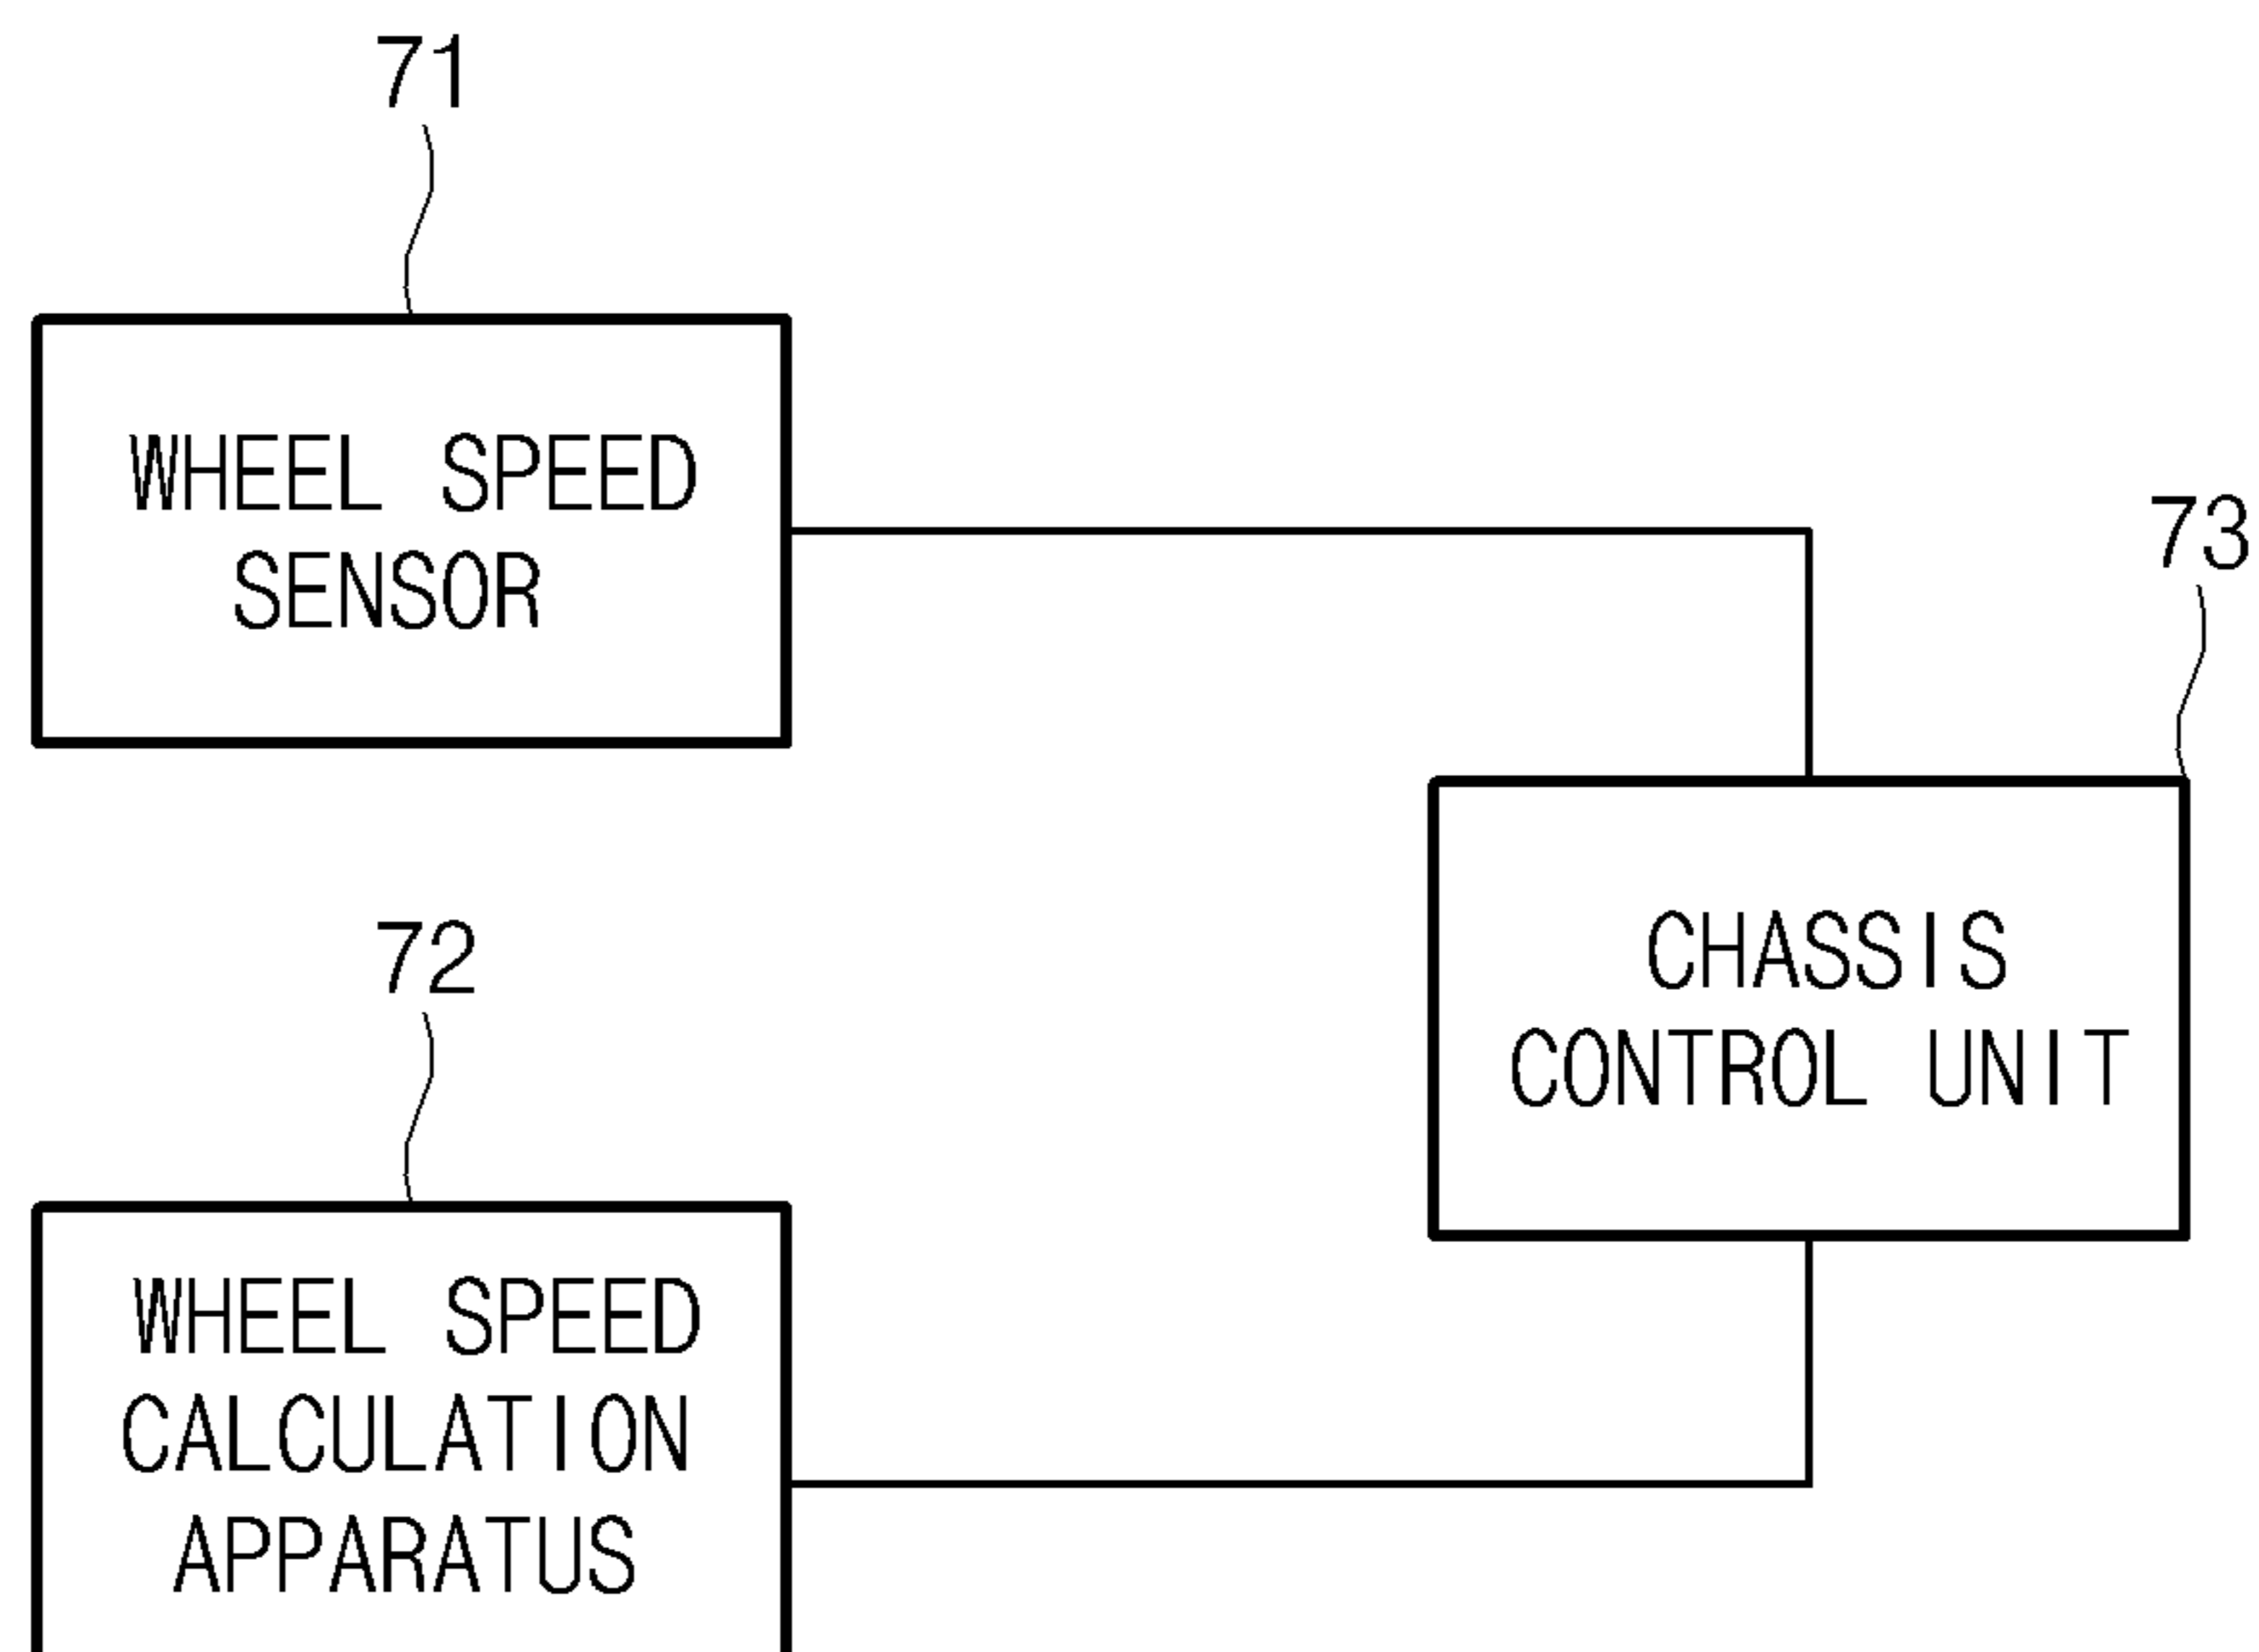 71
WHEEL SPEED
SENSOR
73
CHASSIS
CONTROL UNIT
72
WHEEL SPEED
CALCULATION
APPARATUS